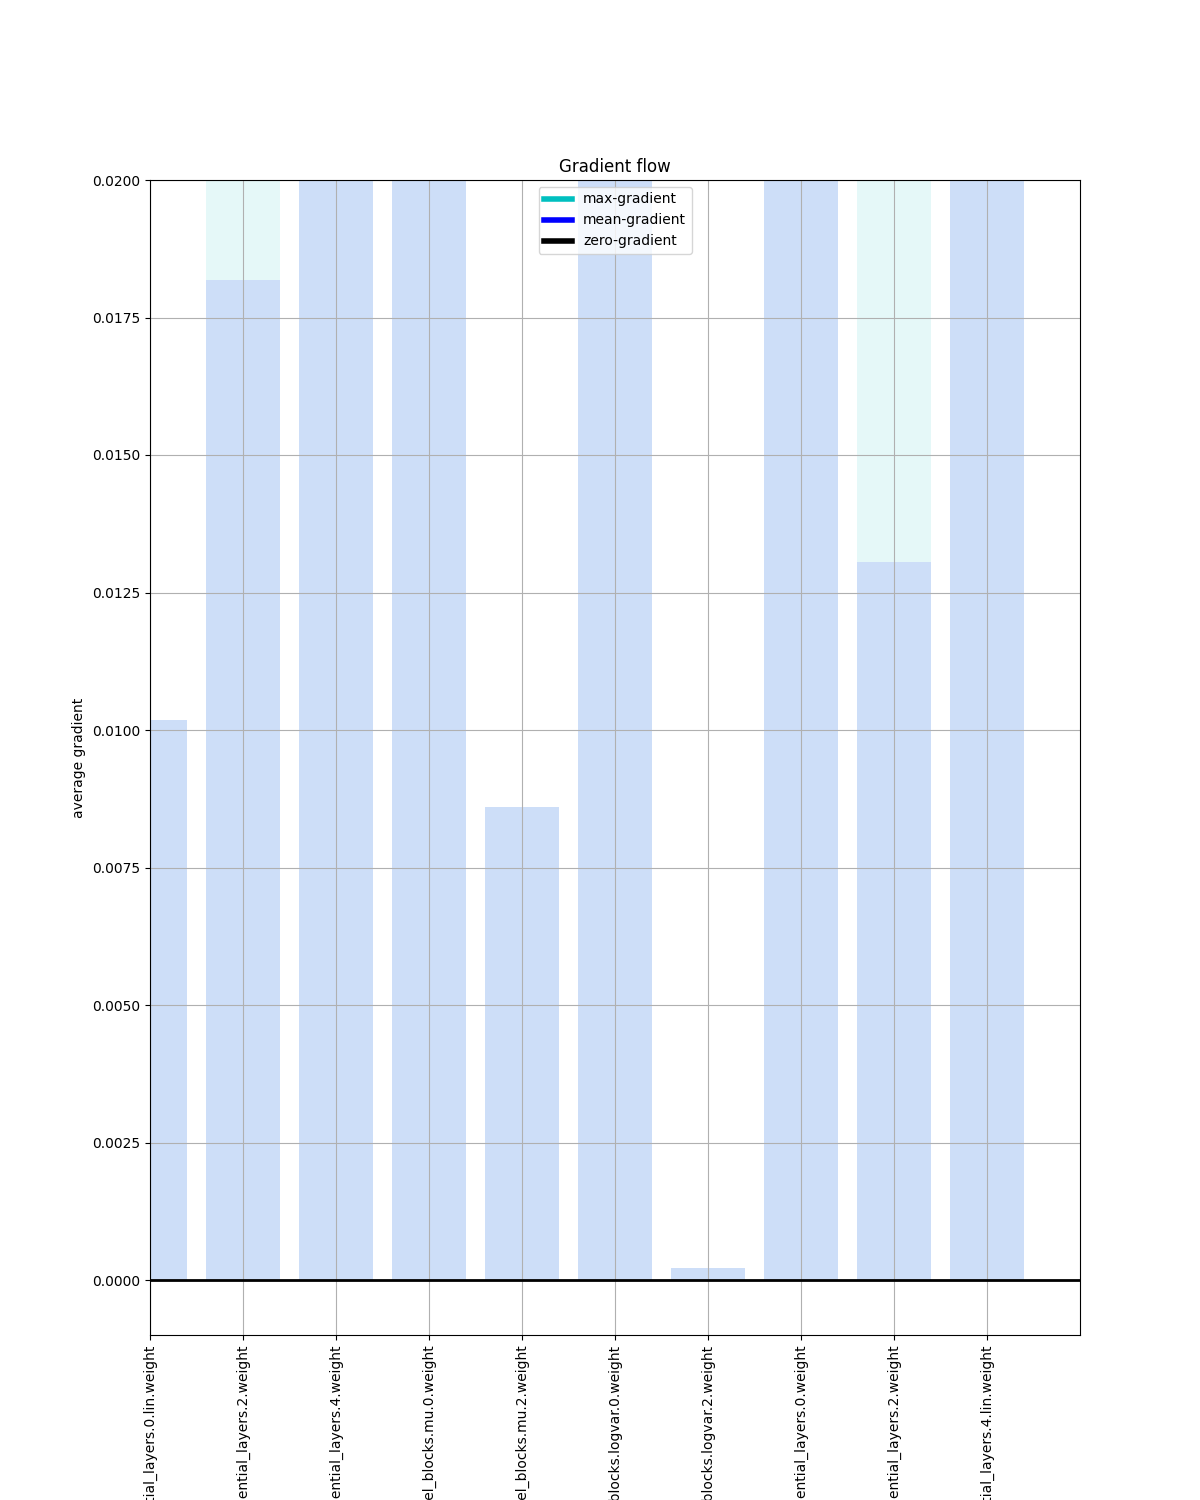 Gradient flow
max-gradient
mean-gradient
zero-gradient
0.0200
0.0175
0.0150
0.0125
0.0100
0.0075
0.0050
0.0025
0.0000
average gradient
tial_layers.0.lin.weight
ential_layers.2.weight
ential_layers.4.weight
el_blocks.mu.0.weight
el_blocks.mu.2.weight
blocks.logvar.0.weight
blocks.logvar.2.weight
ential_layers.0.weight
ential_layers.2.weight
tial_layers.4.lin.weight